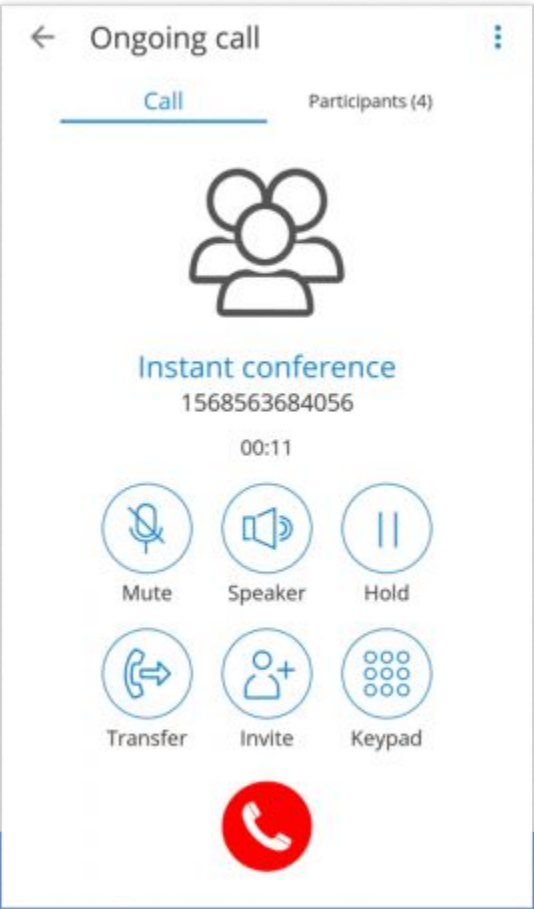 Ongoing call
Call
Participants (4)
Instant conference
1568563684056
00:11
Mute
Speaker
Hold
Transfer
Invite
Keypad